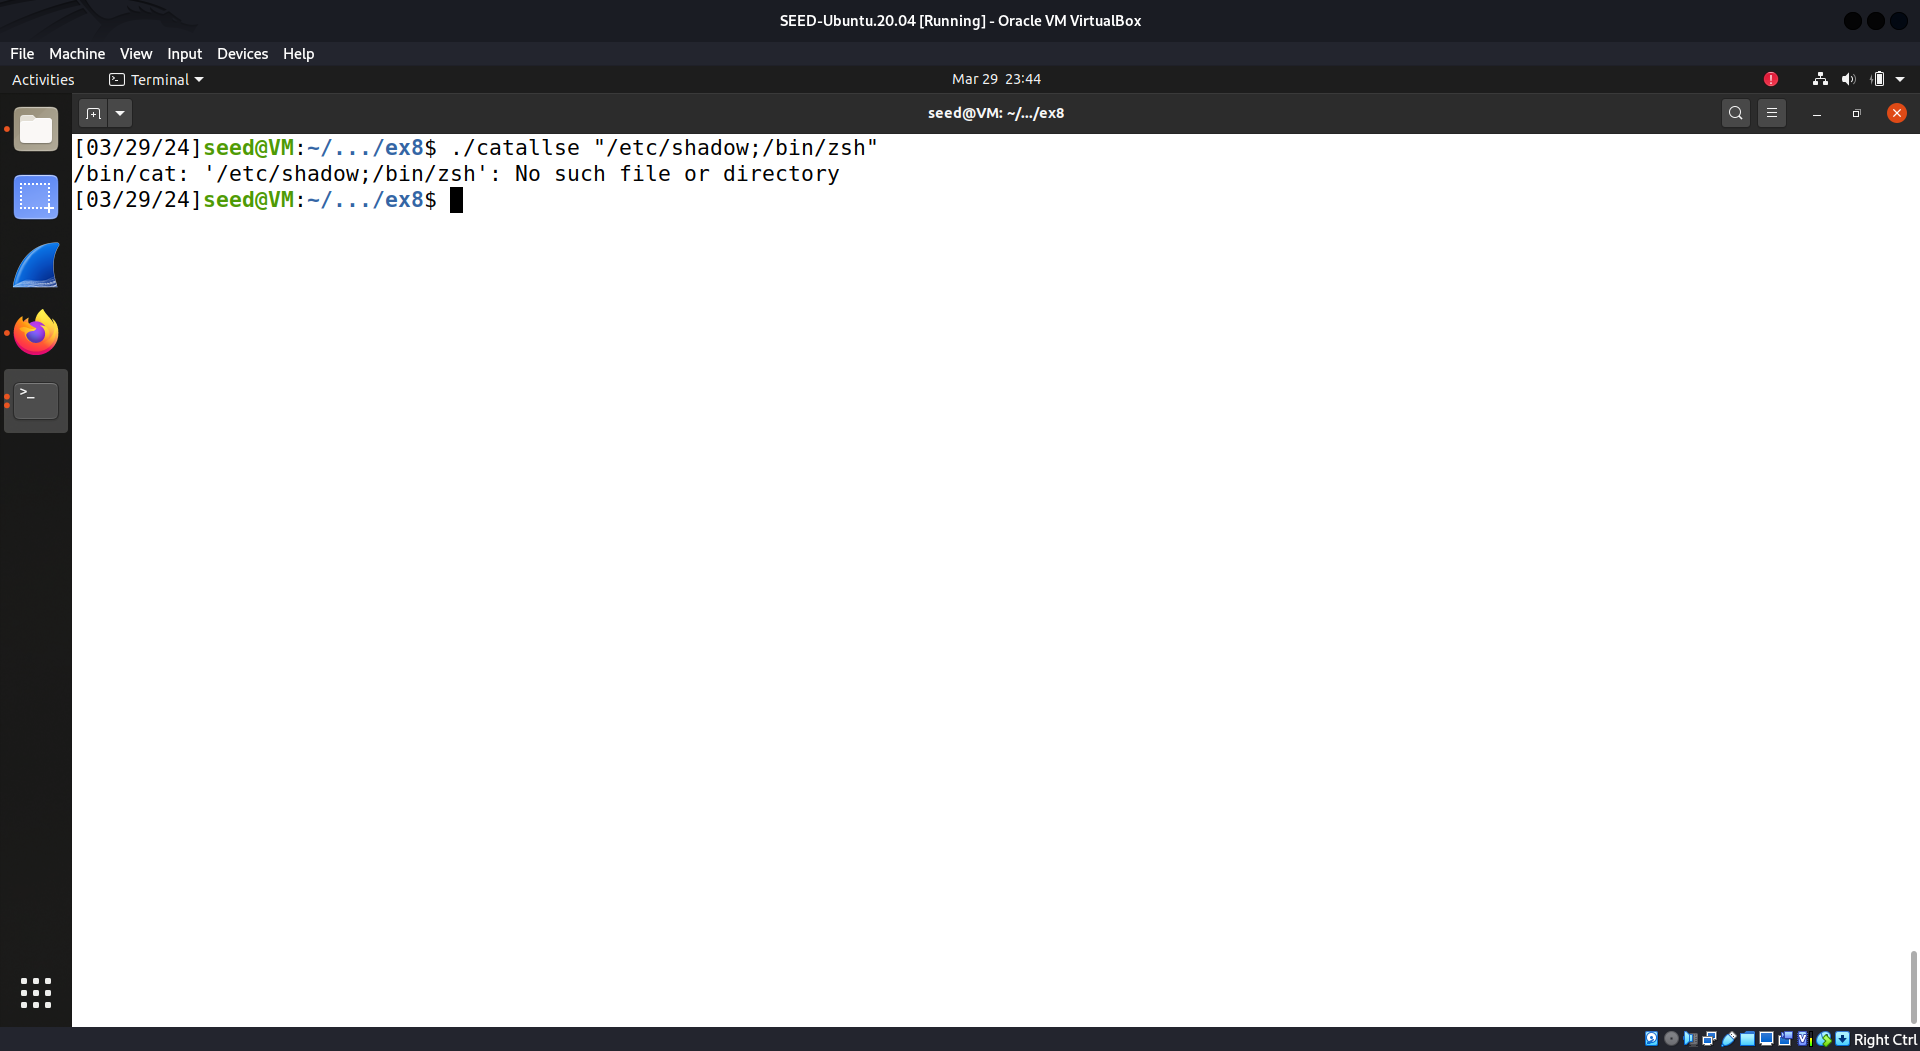 SEED-Ubuntu.20.04 [Running] - Oracle VM VirtualBox
File Machine View Input Devices Help
Activities Terminal Mar 29 23:44
seed@VM: ~/.../ex8
[03/29/24]seed@VM:~/.../ex8$ ./catallse "/etc/shadow;/bin/zsh"
/bin/cat: '/etc/shadow;/bin/zsh': No such file or directory
[03/29/24]seed@VM:~/.../ex8$
Right Ctrl